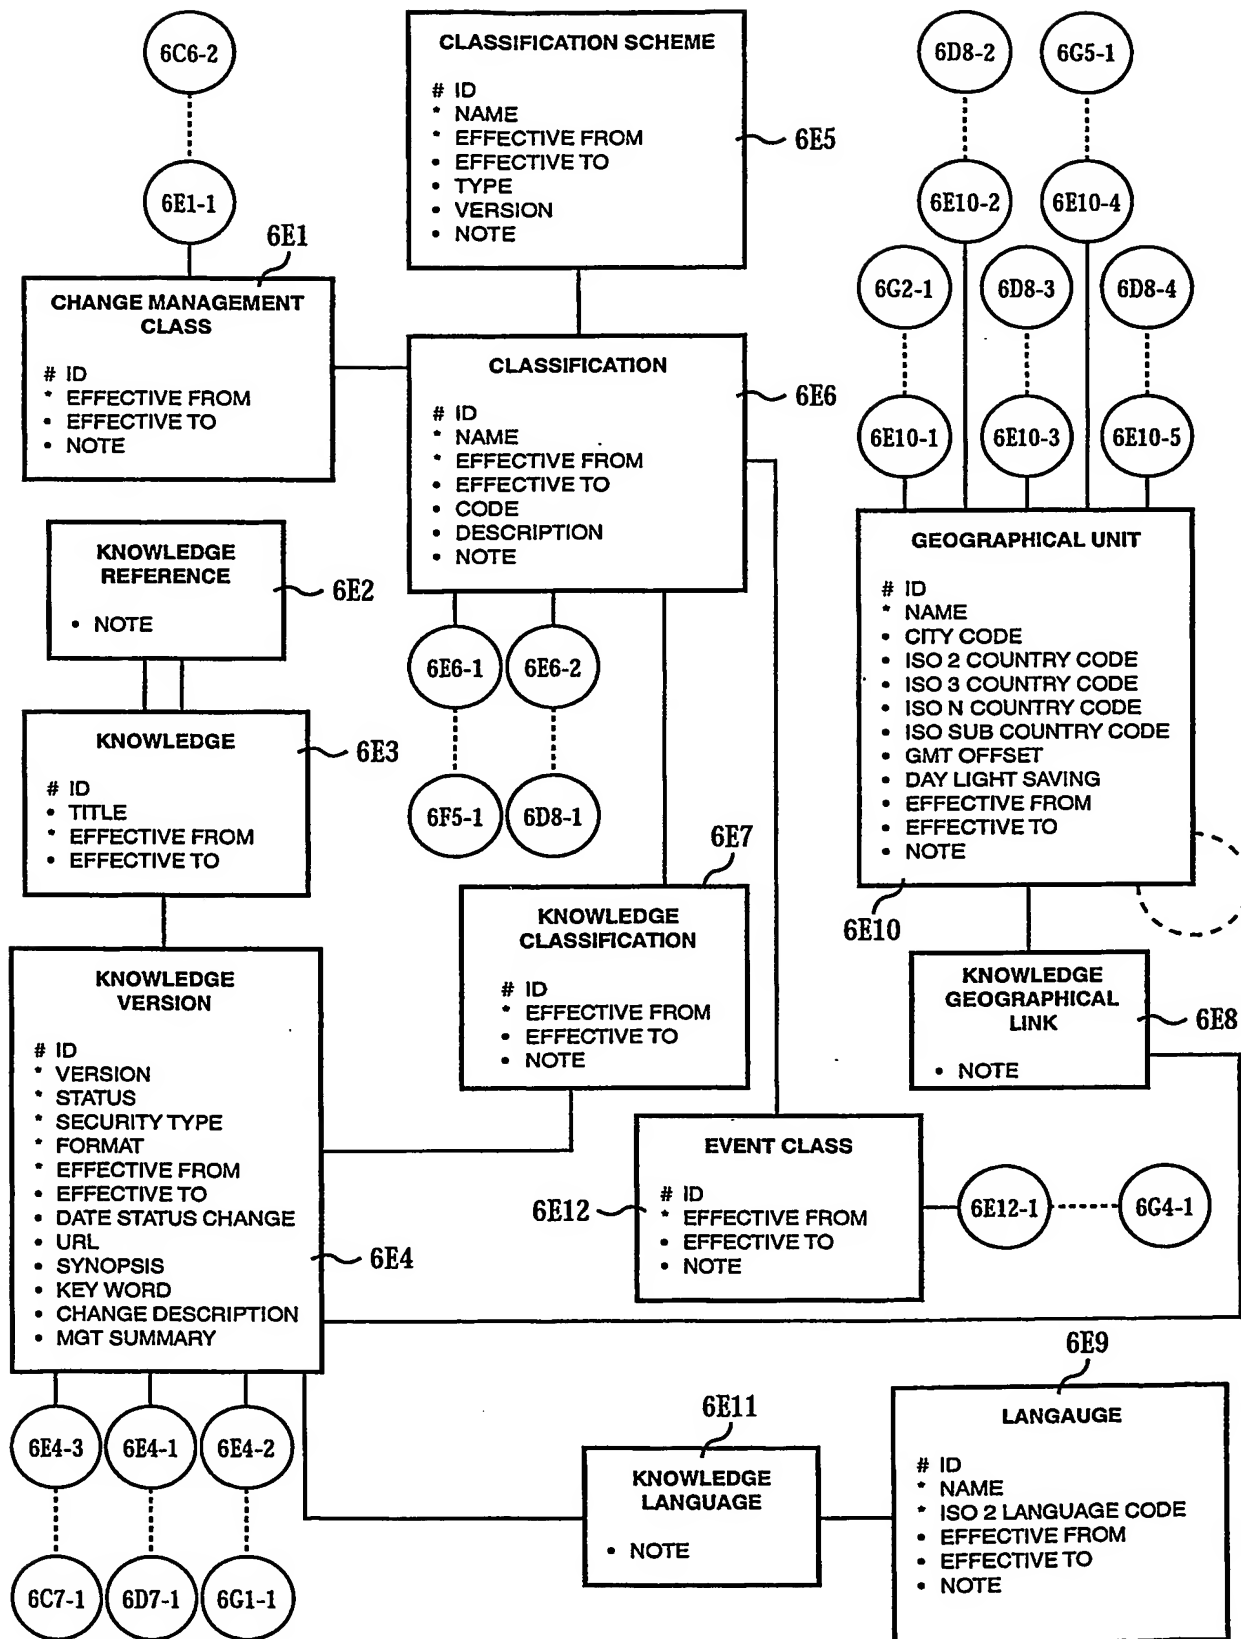 6C6-2
6E1-1
6E1
CHANGE MANAGEMENT
CLASS
# ID
* EFFECTIVE FROM
• EFFECTIVE TO
• NOTE
CLASSIFICATION SCHEME
# ID
* NAME
* EFFECTIVE FROM
• EFFECTIVE TO
• TYPE
• VERSION
• NOTE
6E5
CLASSIFICATION
# ID
* NAME
* EFFECTIVE FROM
• EFFECTIVE TO
• CODE
• DESCRIPTION
• NOTE
6E6
6D8-2
6G5-1
6E10-2
6E10-4
6G2-1
6D8-3
6D8-4
6E10-1
6E10-3
6E10-5
GEOGRAPHICAL UNIT
# ID
* NAME
• CITY CODE
• ISO 2 COUNTRY CODE
• ISO 3 COUNTRY CODE
• ISO N COUNTRY CODE
• ISO SUB COUNTRY CODE
• GMT OFFSET
• DAY LIGHT SAVING
• EFFECTIVE FROM
• EFFECTIVE TO
• NOTE
6E10
KNOWLEDGE
REFERENCE
• NOTE
6E2
KNOWLEDGE
# ID
• TITLE
* EFFECTIVE FROM
• EFFECTIVE TO
6E3
6E6-1
6E6-2
6F5-1
6D8-1
6E7
KNOWLEDGE
CLASSIFICATION
# ID
* EFFECTIVE FROM
• EFFECTIVE TO
• NOTE
KNOWLEDGE
GEOGRAPHICAL
LINK
• NOTE
6E8
KNOWLEDGE
VERSION
# ID
* VERSION
* STATUS
* SECURITY TYPE
* FORMAT
* EFFECTIVE FROM
• EFFECTIVE TO
• DATE STATUS CHANGE
• URL
• SYNOPSIS
• KEY WORD
• CHANGE DESCRIPTION
• MGT SUMMARY
6E4
EVENT CLASS
# ID
* EFFECTIVE FROM
• EFFECTIVE TO
• NOTE
6E12
6E12-1
6G4-1
6E4-3
6E4-1
6E4-2
6C7-1
6D7-1
6G1-1
6E11
KNOWLEDGE
LANGUAGE
• NOTE
6E9
LANGAUGE
# ID
* NAME
* ISO 2 LANGUAGE CODE
• EFFECTIVE FROM
• EFFECTIVE TO
• NOTE